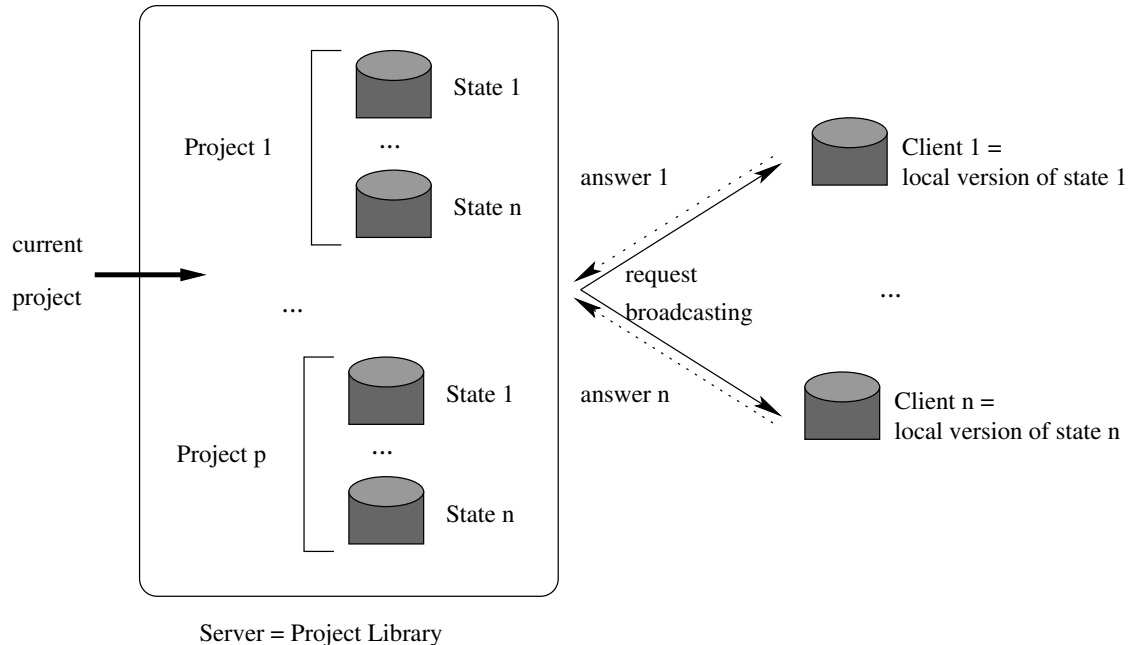 State 1
Project 1
...
State n
current
project
...
State 1
Project p
...
State n
Server = Project Library
answer 1
request
broadcasting
answer n
Client 1 =
local version of state 1
...
Client n =
local version of state n